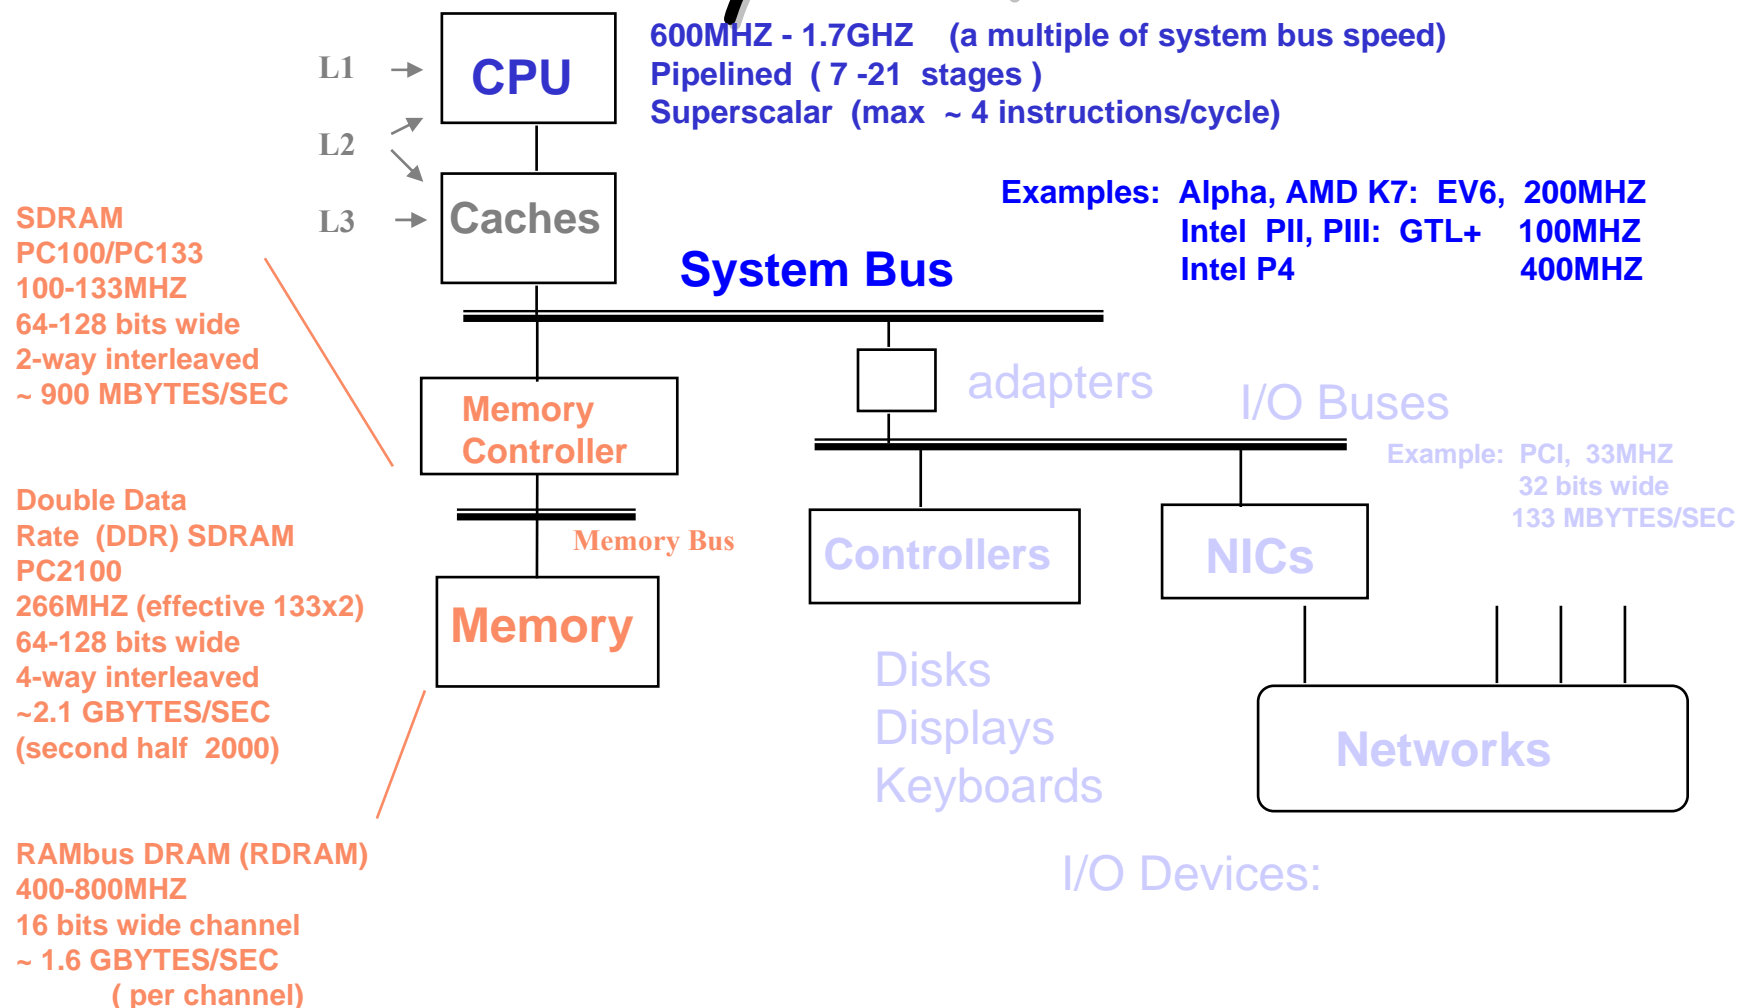 600MHZ - 1.7GHZ (a multiple of system bus speed)
Pipelined ( 7 -21 stages )
Superscalar (max ~ 4 instructions/cycle)
L1
CPU
L2
L3
Caches
Examples: Alpha, AMD K7: EV6, 200MHZ
Intel PII, PIII: GTL+ 100MHZ
Intel P4 400MHZ
System Bus
SDRAM
PC100/PC133
100-133MHZ
64-128 bits wide
2-way interleaved
~ 900 MBYTES/SEC
Memory
Controller
adapters
I/O Buses
Example: PCI, 33MHZ
32 bits wide
133 MBYTES/SEC
Double Data
Rate (DDR) SDRAM
PC2100
266MHZ (effective 133x2)
64-128 bits wide
4-way interleaved
~2.1 GBYTES/SEC
(second half 2000)
Memory Bus
Memory
Controllers
NICs
Disks
Displays
Keyboards
Networks
I/O Devices:
RAMbus DRAM (RDRAM)
400-800MHZ
16 bits wide channel
~ 1.6 GBYTES/SEC
( per channel)